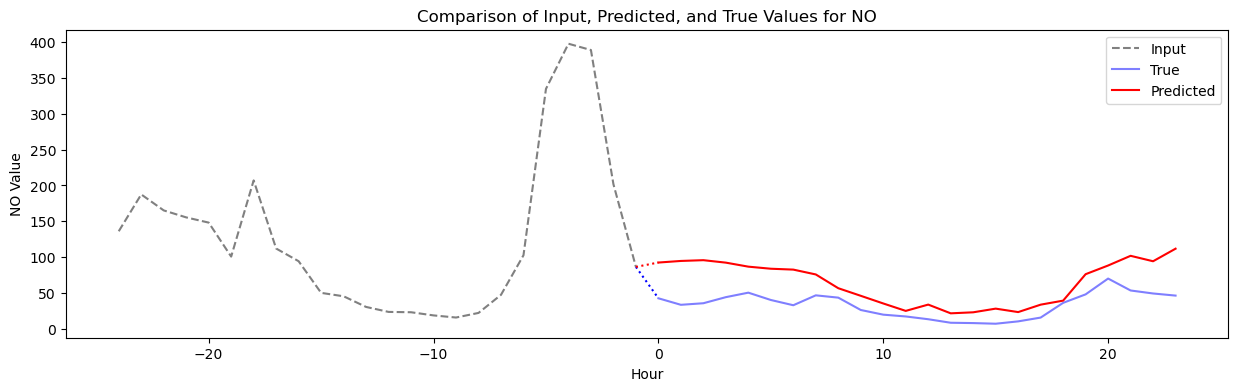 Comparison of Input, Predicted, and True Values for NO
400
350
300
250
200
150
100
50
0
NO Value
−20
−10
0
10
20
Hour
Input
True
Predicted